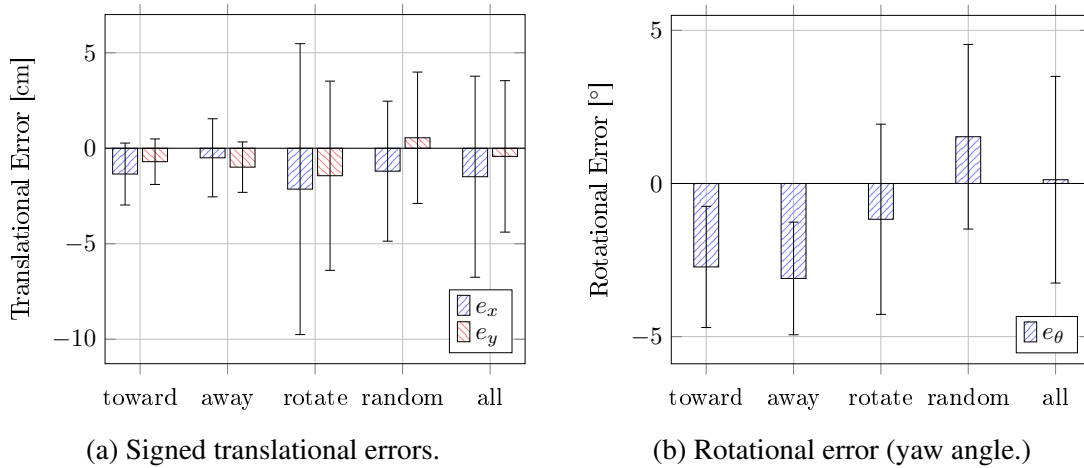 5
0
−5
−10
Translational Error [cm]
toward away rotate random all
e_x
e_y
(a) Signed translational errors.
5
0
−5
Rotational Error [°]
toward away rotate random all
e_θ
(b) Rotational error (yaw angle.)